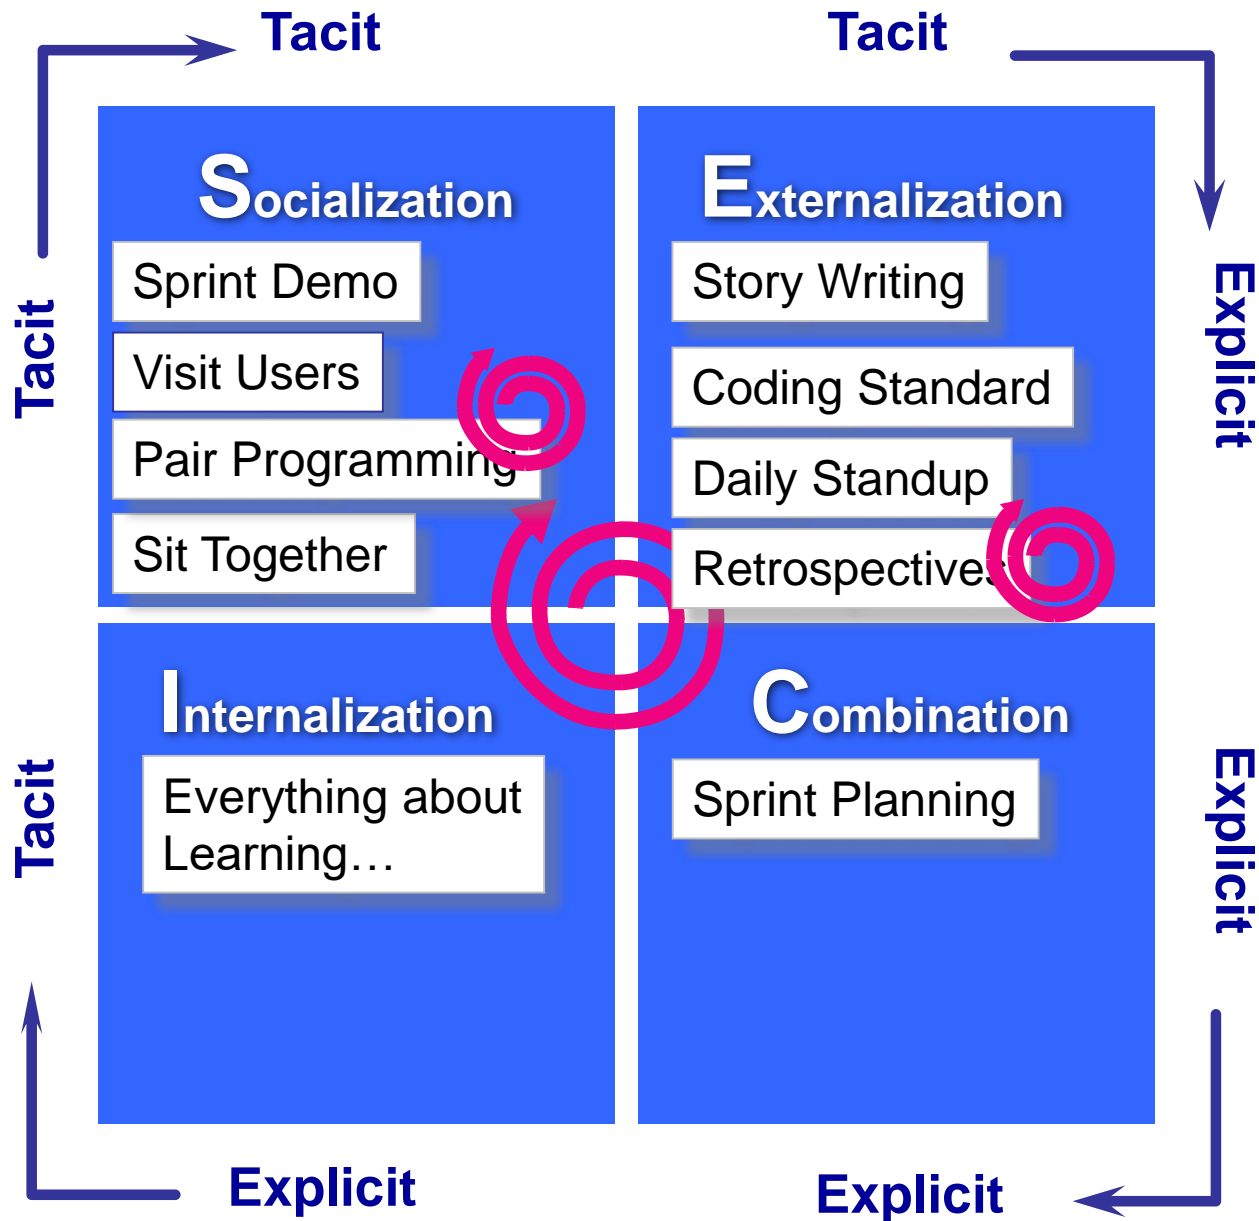 Tacit
Tacit
Tacit
Explicit
Socialization
Sprint Demo
Visit Users
Pair Programming
Sit Together
Externalization
Story Writing
Coding Standard
Daily Standup
Retrospectives
Tacit
Explicit
Internalization
Everything about
Learning…
Combination
Sprint Planning
Explicit
Explicit